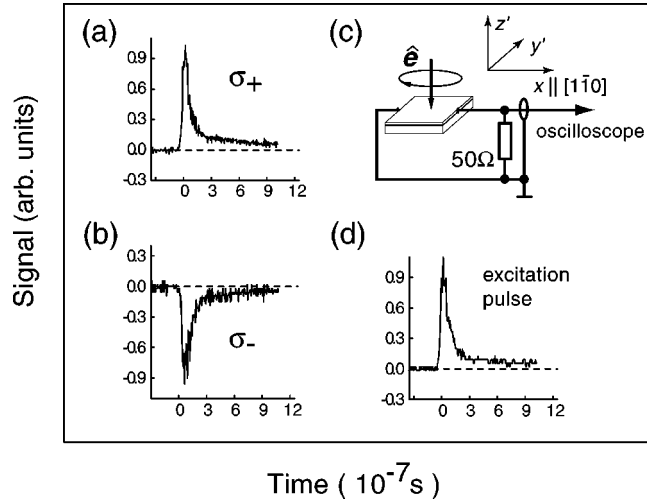 Signal (arb. units)
(a)
0.9
0.6
0.3
0.0
-0.3
σ+
0 3 6 9 12
(c)
ê
z'
y'
x || [11̅0]
oscilloscope
50Ω
(b)
0.3
0.0
-0.3
-0.6
-0.9
σ-
0 3 6 9 12
(d)
0.9
0.6
0.3
0.0
-0.3
excitation
pulse
0 3 6 9 12
Time ( 10⁻⁷s )